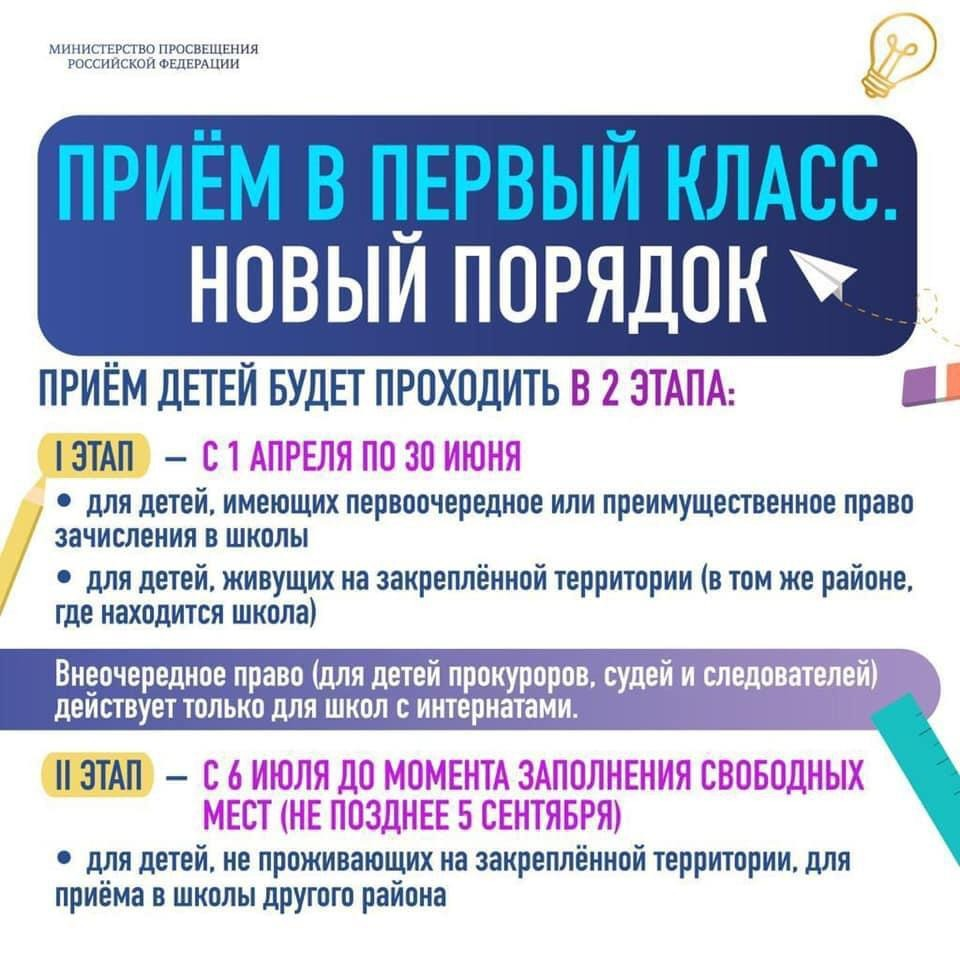 МИНИСТЕРСТВО ПРОСВЕЩЕНИЯ
РОССИЙСКОЙ ФЕДЕРАЦИИ
ПРИЁМ В ПЕРВЫЙ КЛАСС.
НОВЫЙ ПОРЯДОК
ПРИЁМ ДЕТЕЙ БУДЕТ ПРОХОДИТЬ В 2 ЭТАПА:
I ЭТАП – С 1 АПРЕЛЯ ПО 30 ИЮНЯ
• для детей, имеющих первоочередное или преимущественное право
зачисления в школы
• для детей, живущих на закреплённой территории (в том же районе,
где находится школа)
Внеочередное право (для детей прокуроров, судей и следователей)
действует только для школ с интернатами.
II ЭТАП – С 6 ИЮЛЯ ДО МОМЕНТА ЗАПОЛНЕНИЯ СВОБОДНЫХ
МЕСТ (НЕ ПОЗДНЕЕ 5 СЕНТЯБРЯ)
• для детей, не проживающих на закреплённой территории, для
приёма в школы другого района